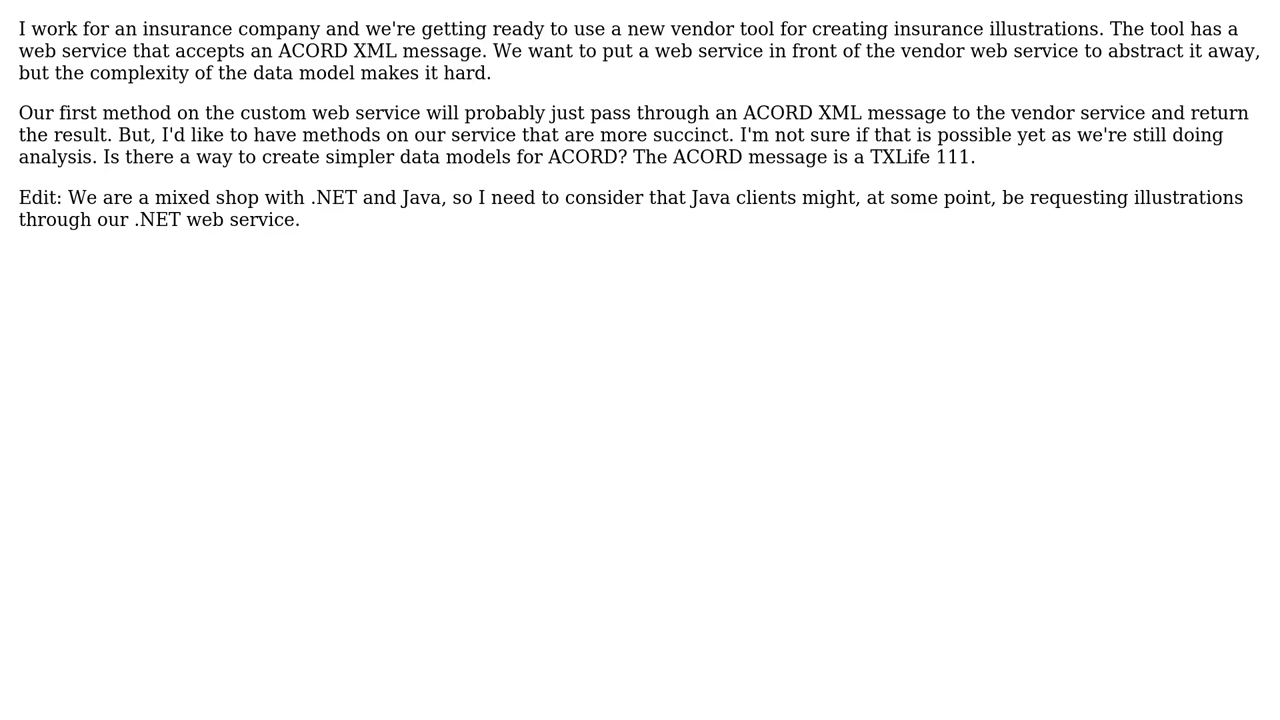 I work for an insurance company and we're getting ready to use a new vendor tool for creating insurance illustrations. The tool has a
web service that accepts an ACORD XML message. We want to put a web service in front of the vendor web service to abstract it away,
but the complexity of the data model makes it hard.
Our first method on the custom web service will probably just pass through an ACORD XML message to the vendor service and return
the result. But, I'd like to have methods on our service that are more succinct. I'm not sure if that is possible yet as we're still doing
analysis. Is there a way to create simpler data models for ACORD? The ACORD message is a TXLife 111.
Edit: We are a mixed shop with .NET and Java, so I need to consider that Java clients might, at some point, be requesting illustrations
through our .NET web service.